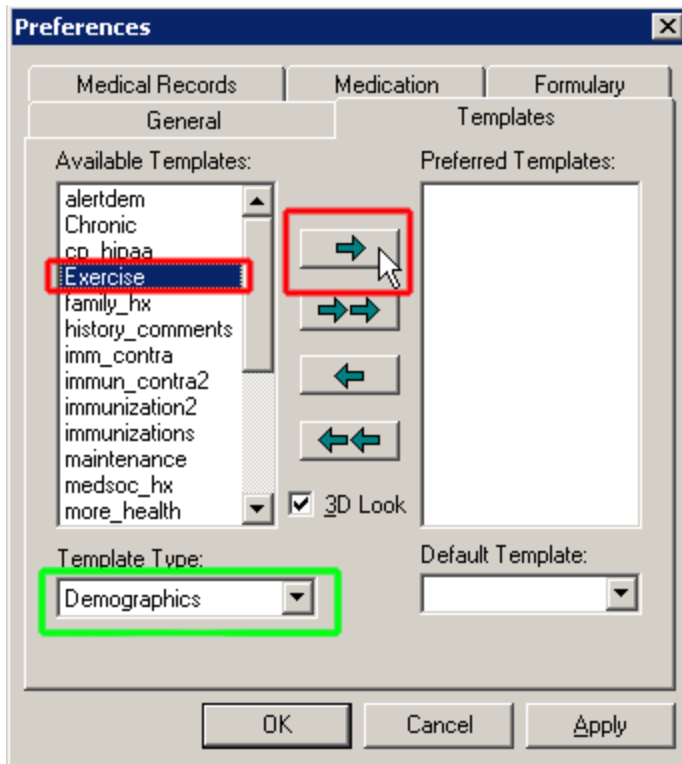 Preferences
Medical Records Medication Formulary
General Templates
Available Templates: Preferred Templates:
alertdem
Chronic
cp_hipaa
Exercise
family_hx
history_comments
imm_contra
immun_contra2
immunization2
immunizations
maintenance
medsoc_hx
more_health
3D Look
Template Type: Default Template:
Demographics
OK Cancel Apply